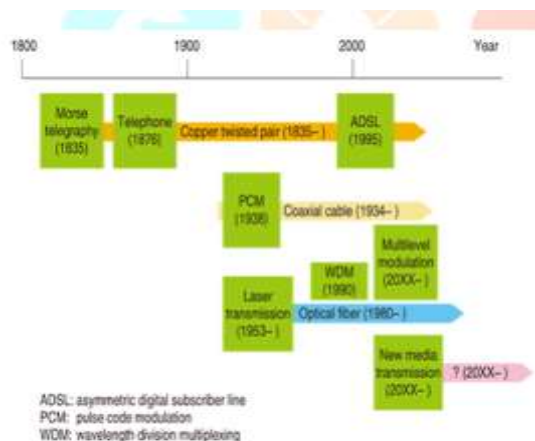 1800 1900 2000 Year
Morse
telegraphy
(1835)
Telephone
(1876)
Copper twisted pair (1835– )
ADSL
(1995)
PCM
(1938)
Coaxial cable (1934– )
Multilevel
modulation
(20XX– )
WDM
(1990)
Laser
transmission
(1953– )
Optical fiber (1980– )
New media
transmission
(20XX– )
? (20XX– )
ADSL: asymmetric digital subscriber line
PCM: pulse code modulation
WDM: wavelength division multiplexing